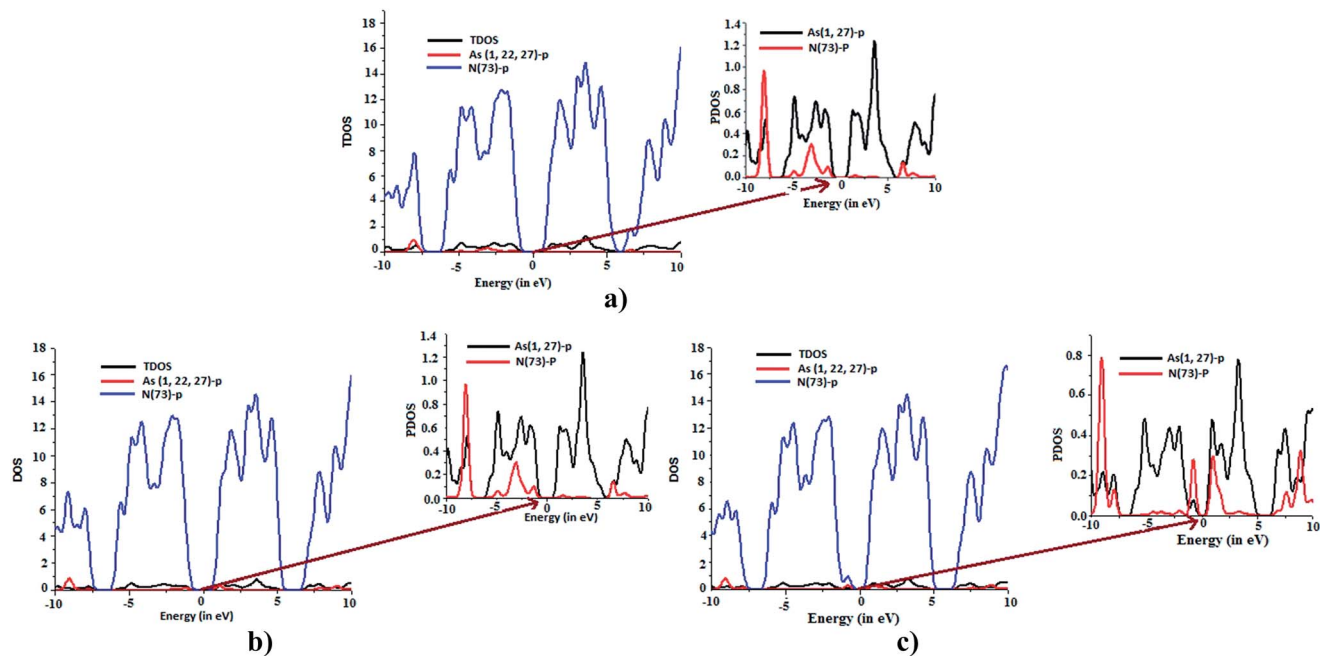 18
16
14
12
10
8
6
4
2
0
TDOS
TDOS
As (1, 22, 27)-p
N(73)-p
-10 -5 0 5 10
Energy (in eV)
1.4
1.2
1.0
0.8
0.6
0.4
0.2
0.0
PDOS
As(1, 27)-p
N(73)-P
-10 -5 0 5 10
Energy (in eV)
a)
18
16
14
12
10
8
6
4
2
0
DOS
TDOS
As (1, 22, 27)-p
N(73)-p
-10 -5 0 5 10
Energy (in eV)
1.4
1.2
1.0
0.8
0.6
0.4
0.2
0.0
PDOS
As(1, 27)-p
N(73)-P
-10 -5 0 5 10
Energy (in eV)
b)
18
16
14
12
10
8
6
4
2
0
DOS
TDOS
As (1, 22, 27)-p
N(73)-p
-10 -5 0 5 10
Energy (in eV)
0.8
0.6
0.4
0.2
0.0
PDOS
As(1, 27)-p
N(73)-P
-10 -5 0 5 10
Energy (in eV)
c)